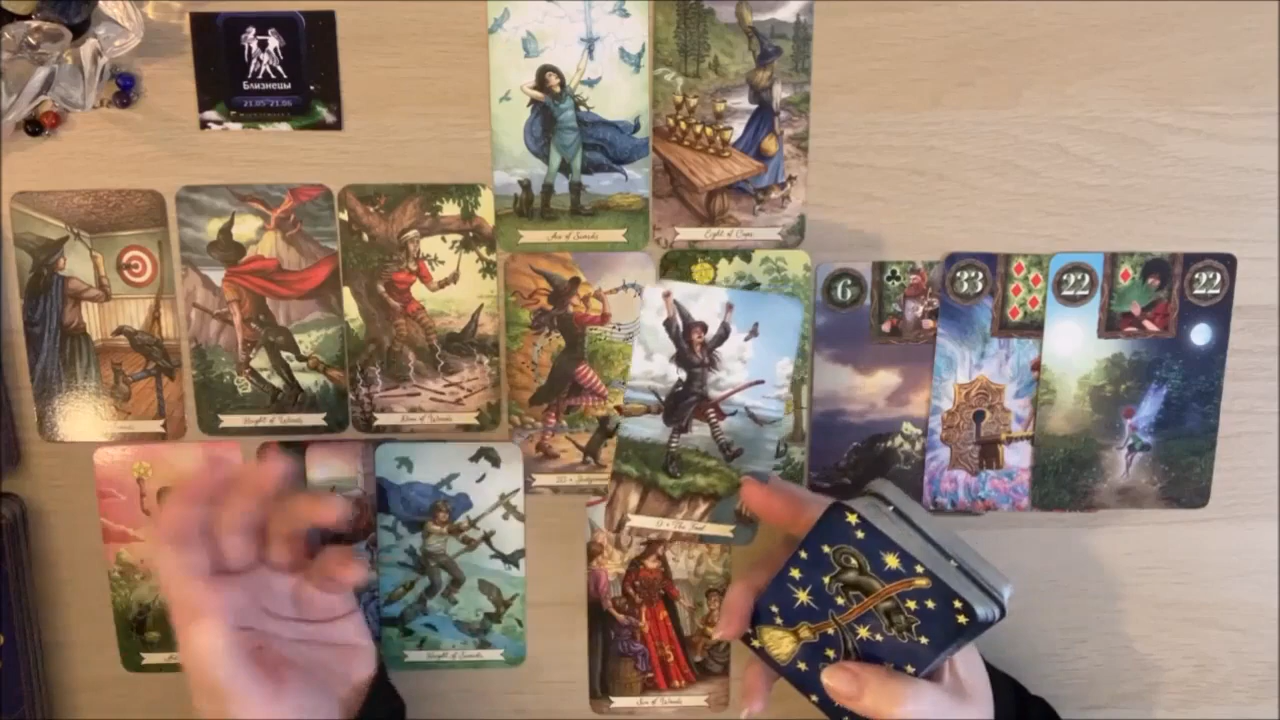 Близнецы
21.05-21.06
Ace of Swords
Eight of Cups
Knight of Wands
Nine of Wands
6
33
22
22
0 • The Fool
Knight of Swords
Six of Wands